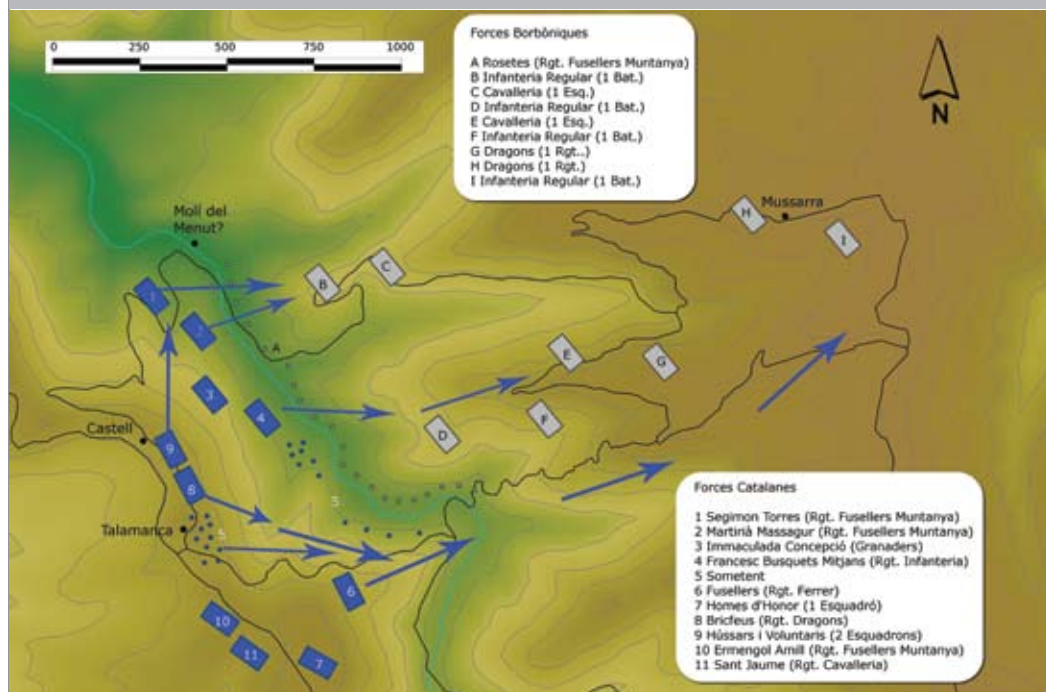 0 250 500 750 1000
Forces Borbòniques
A Rosetes (Rgt. Fusellers Muntanya)
B Infanteria Regular (1 Bat.)
C Cavalleria (1 Esq.)
D Infanteria Regular (1 Bat.)
E Cavalleria (1 Esq.)
F Infanteria Regular (1 Bat.)
G Dragons (1 Rgt..)
H Dragons (1 Rgt.)
I Infanteria Regular (1 Bat.)
N
Molí del
Menut?
Mussarra
H
I
C
B
1
2
A
E
G
3
4
F
D
Castell
9
8
5
Talamanca
5
6
10
11
7
Forces Catalanes
1 Segimon Torres (Rgt. Fusellers Muntanya)
2 Martirià Massagur (Rgt. Fusellers Muntanya)
3 Immaculada Concepció (Granaders)
4 Francesc Busquets Mitjans (Rgt. Infanteria)
5 Sometent
6 Fusellers (Rgt. Ferrer)
7 Homes d'Honor (1 Esquadró)
8 Bricfeus (Rgt. Dragons)
9 Hússars i Voluntaris (2 Esquadrons)
10 Ermengol Amill (Rgt. Fusellers Muntanya)
11 Sant Jaume (Rgt. Cavalleria)